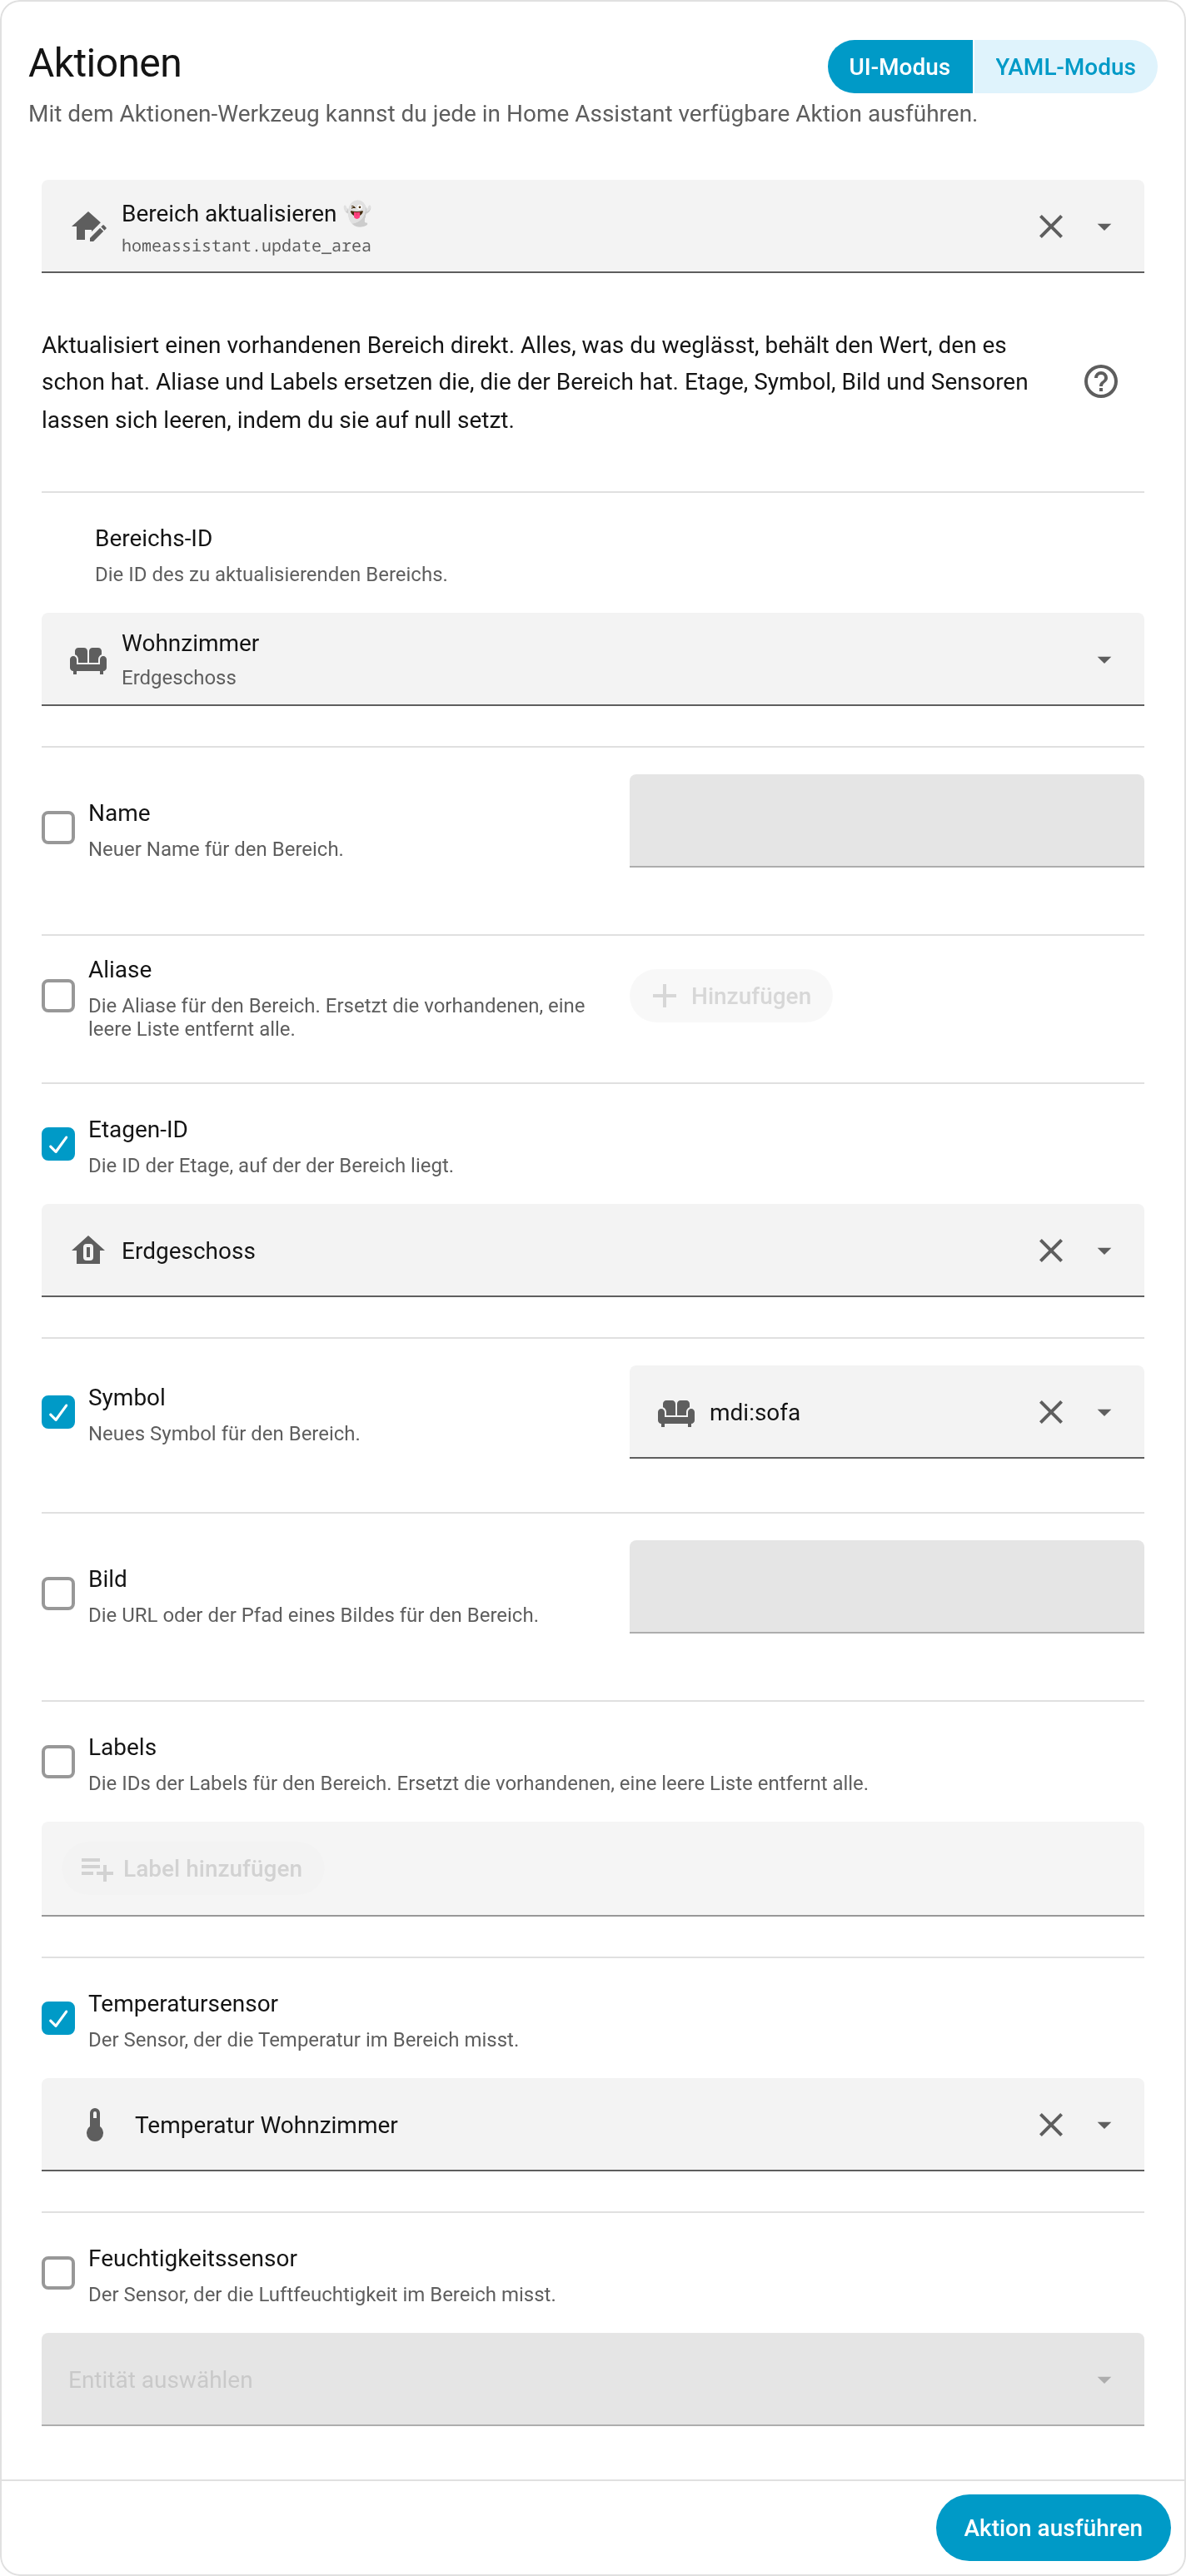 Aktionen
UI-Modus
YAML-Modus
Mit dem Aktionen-Werkzeug kannst du jede in Home Assistant verfügbare Aktion ausführen.
Bereich aktualisieren 👻
homeassistant.update_area
Aktualisiert einen vorhandenen Bereich direkt. Alles, was du weglässt, behält den Wert, den es
schon hat. Aliase und Labels ersetzen die, die der Bereich hat. Etage, Symbol, Bild und Sensoren
lassen sich leeren, indem du sie auf null setzt.
Bereichs-ID
Die ID des zu aktualisierenden Bereichs.
Wohnzimmer
Erdgeschoss
Name
Neuer Name für den Bereich.
Aliase
Die Aliase für den Bereich. Ersetzt die vorhandenen, eine
leere Liste entfernt alle.
Hinzufügen
Etagen-ID
Die ID der Etage, auf der der Bereich liegt.
Erdgeschoss
Symbol
Neues Symbol für den Bereich.
mdi:sofa
Bild
Die URL oder der Pfad eines Bildes für den Bereich.
Labels
Die IDs der Labels für den Bereich. Ersetzt die vorhandenen, eine leere Liste entfernt alle.
Label hinzufügen
Temperatursensor
Der Sensor, der die Temperatur im Bereich misst.
Temperatur Wohnzimmer
Feuchtigkeitssensor
Der Sensor, der die Luftfeuchtigkeit im Bereich misst.
Entität auswählen
Aktion ausführen